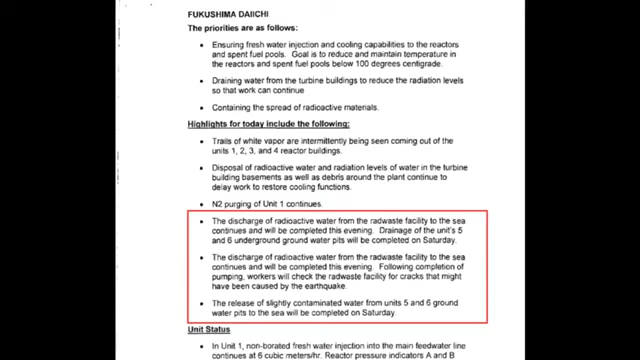 FUKUSHIMA DAIICHI
The priorities are as follows:
• Ensuring fresh water injection and cooling capabilities to the reactors
and spent fuel pools. Goal is to reduce and maintain temperature in
the reactors and spent fuel pools below 100 degrees centigrade.
• Draining water from the turbine buildings to reduce the radiation levels
so that work can continue
• Containing the spread of radioactive materials.
Highlights for today include the following:
• Trails of white vapor are intermittently being seen coming out of the
units 1, 2, 3, and 4 reactor buildings.
• Disposal of radioactive water and radiation levels of water in the turbine
building basements as well as debris around the plant continue to
delay work to restore cooling functions.
• N2 purging of Unit 1 continues.
• The discharge of radioactive water from the radwaste facility to the sea
continues and will be completed this evening. Drainage of the unit's 5
and 6 underground ground water pits will be completed on Saturday.
• The discharge of radioactive water from the radwaste facility to the sea
continues and will be completed this evening. Following completion of
pumping, workers will check the radwaste facility for cracks that might
have been caused by the earthquake.
• The release of slightly contaminated water from units 5 and 6 ground
water pits to the sea will be completed on Saturday.
Unit Status
• In Unit 1, non-borated fresh water injection into the main feedwater line
continues at 6 cubic meters/hr. Reactor pressure indicators A and B